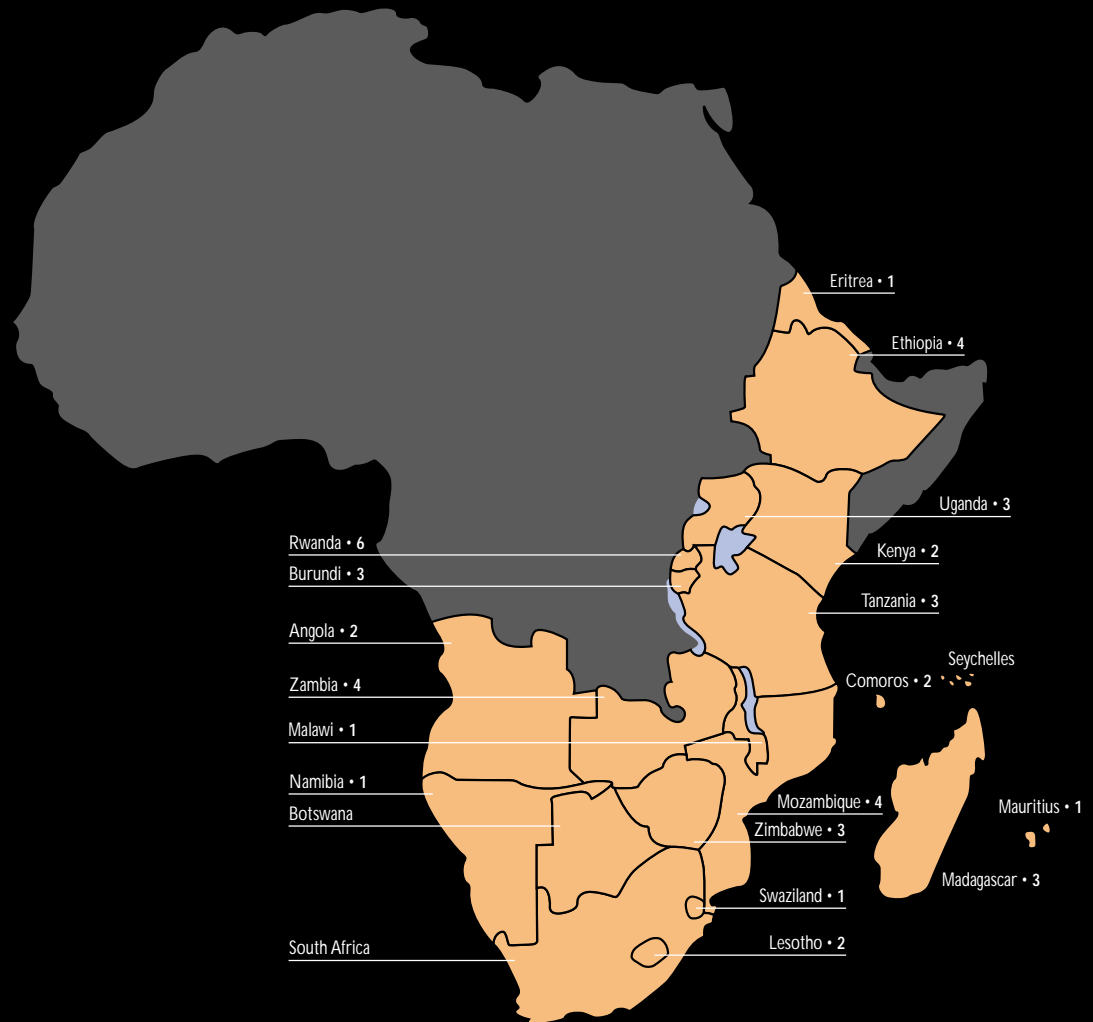 Eritrea • 1
Ethiopia • 4
Uganda • 3
Rwanda • 6
Kenya • 2
Burundi • 3
Tanzania • 3
Angola • 2
Seychelles
Comoros • 2
Zambia • 4
Malawi • 1
Namibia • 1
Mozambique • 4
Mauritius • 1
Botswana
Zimbabwe • 3
Madagascar • 3
Swaziland • 1
Lesotho • 2
South Africa